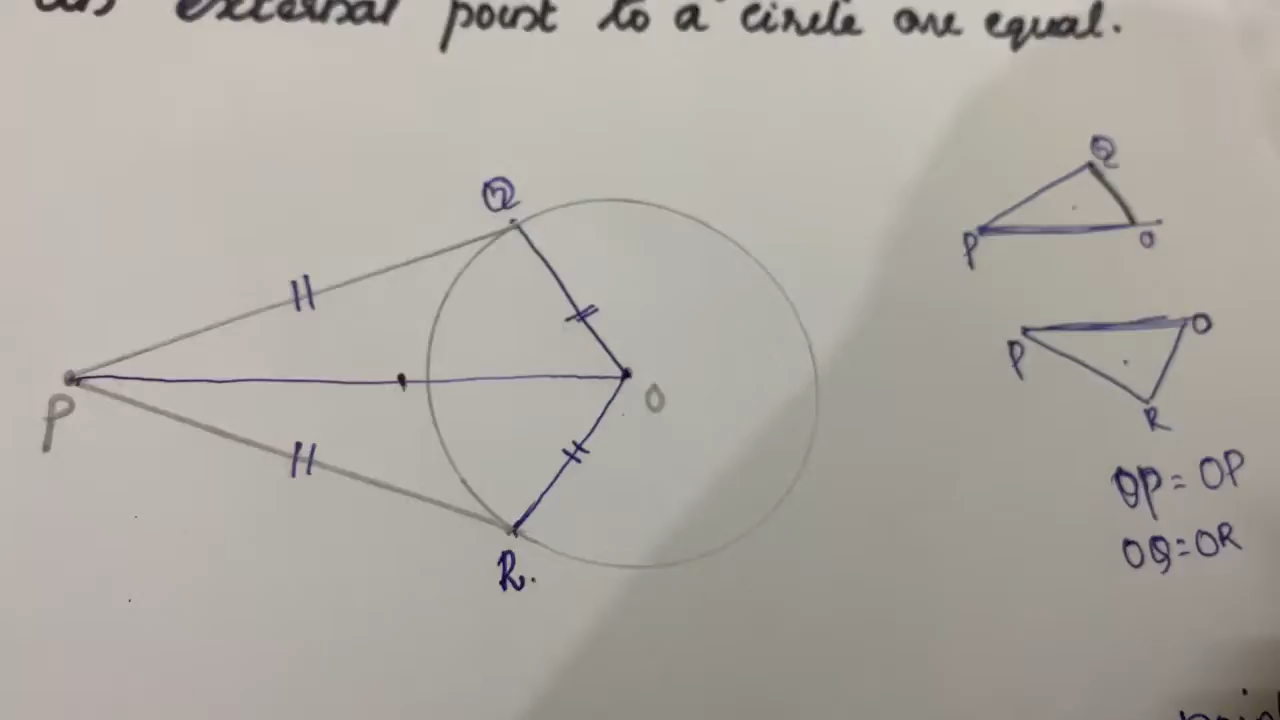 external point to a circle are equal.
Q
P
O
R.
Q
P
O
P
O
R
OP = OP
OQ = OR